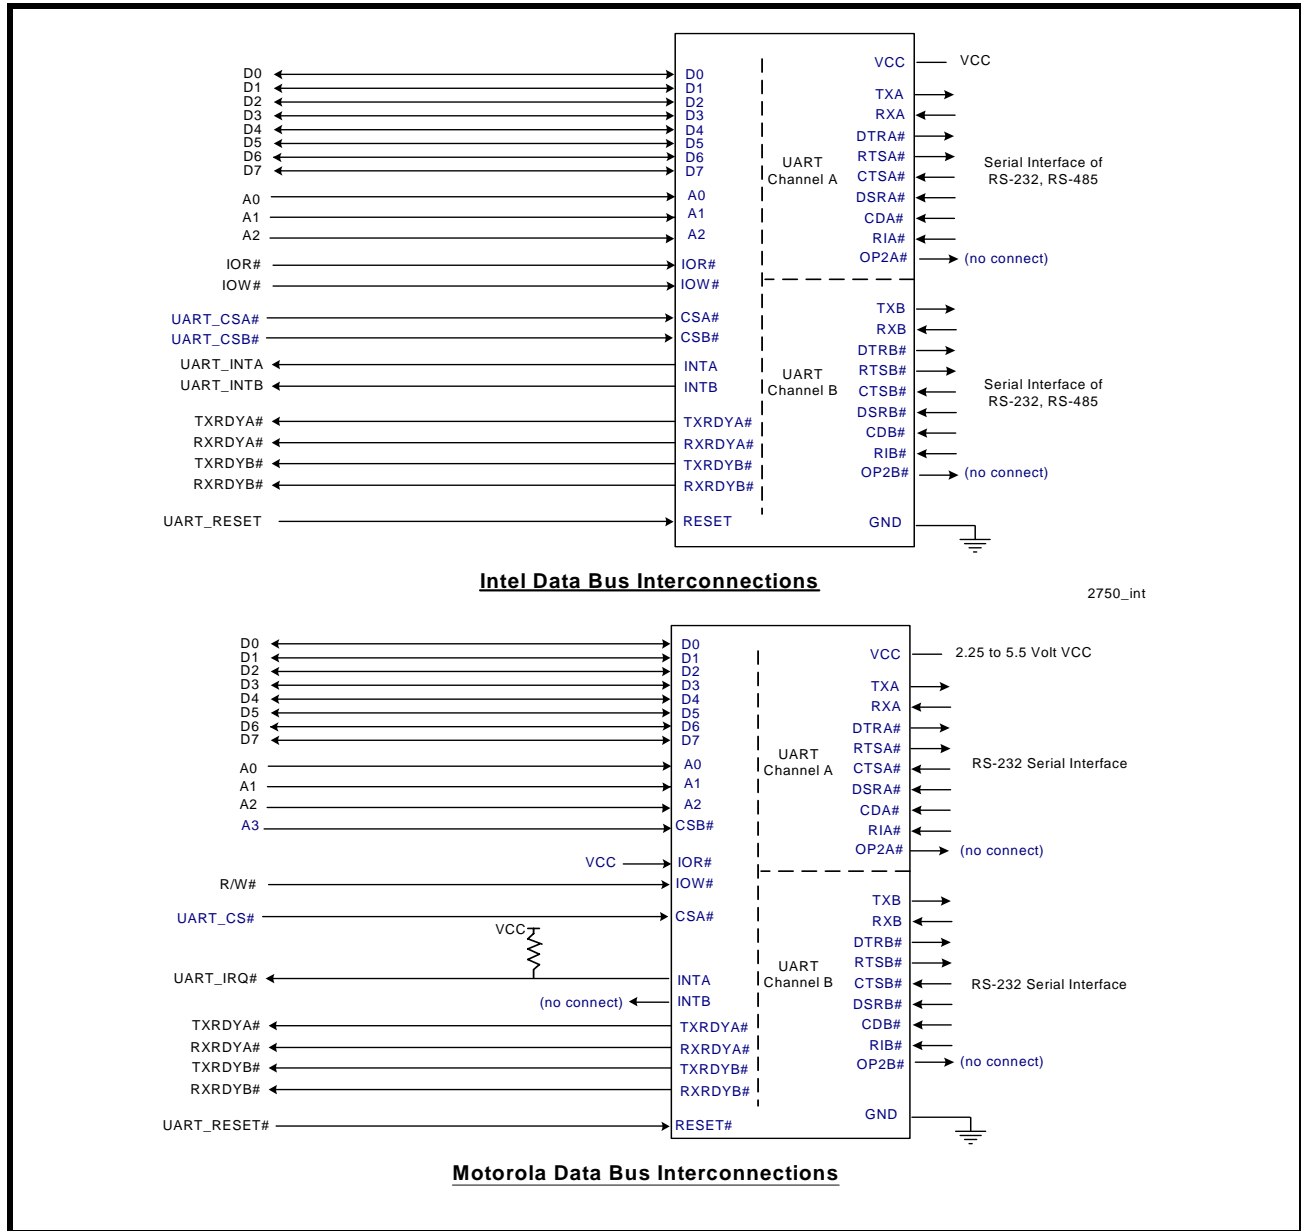 VCC VCC
D0 D0
D1 D1
D2 D2
D3 D3
D4 D4
D5 D5
D6 D6
D7 D7
A0 A0
A1 A1
A2 A2
IOR# IOR#
IOW# IOW#
UART_CSA# CSA#
UART_CSB# CSB#
UART_INTA INTA
UART_INTB INTB
TXRDYA# TXRDYA#
RXRDYA# RXRDYA#
TXRDYB# TXRDYB#
RXRDYB# RXRDYB#
UART_RESET RESET
UART
Channel A
UART
Channel B
TXA
RXA
DTRA#
RTSA#
CTSA#
DSRA#
CDA#
RIA#
OP2A# (no connect)
Serial Interface of
RS-232, RS-485
TXB
RXB
DTRB#
RTSB#
CTSB#
DSRB#
CDB#
RIB#
OP2B# (no connect)
Serial Interface of
RS-232, RS-485
GND
Intel Data Bus Interconnections
2750_int
VCC 2.25 to 5.5 Volt VCC
D0 D0
D1 D1
D2 D2
D3 D3
D4 D4
D5 D5
D6 D6
D7 D7
A0 A0
A1 A1
A2 A2
A3 CSB#
VCC IOR#
R/W# IOW#
UART_CS# CSA#
VCC
UART_IRQ# INTA
(no connect) INTB
TXRDYA# TXRDYA#
RXRDYA# RXRDYA#
TXRDYB# TXRDYB#
RXRDYB# RXRDYB#
UART_RESET# RESET#
UART
Channel A
UART
Channel B
TXA
RXA
DTRA#
RTSA#
CTSA#
DSRA#
CDA#
RIA#
OP2A# (no connect)
RS-232 Serial Interface
TXB
RXB
DTRB#
RTSB#
CTSB#
DSRB#
CDB#
RIB#
OP2B# (no connect)
RS-232 Serial Interface
GND
Motorola Data Bus Interconnections